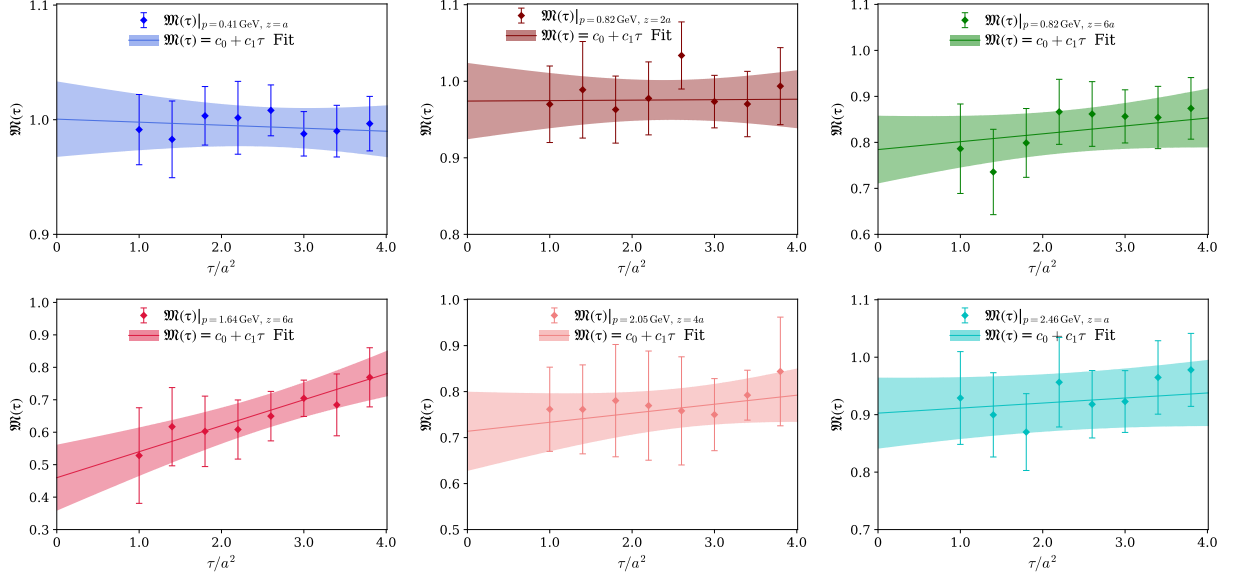 𝔐(τ)|p=0.41 GeV, z=a
𝔐(τ) = c₀ + c₁τ Fit
1.1
1.0
0.9
𝔐(τ)
0 1.0 2.0 3.0 4.0
τ/a²
𝔐(τ)|p=0.82 GeV, z=2a
𝔐(τ) = c₀ + c₁τ Fit
1.1
1.0
0.9
0.8
𝔐(τ)
0 1.0 2.0 3.0 4.0
τ/a²
𝔐(τ)|p=0.82 GeV, z=6a
𝔐(τ) = c₀ + c₁τ Fit
1.1
1.0
0.9
0.8
0.7
0.6
𝔐(τ)
0 1.0 2.0 3.0 4.0
τ/a²
𝔐(τ)|p=1.64 GeV, z=6a
𝔐(τ) = c₀ + c₁τ Fit
1.0
0.9
0.8
0.7
0.6
0.5
0.4
0.3
𝔐(τ)
0 1.0 2.0 3.0 4.0
τ/a²
𝔐(τ)|p=2.05 GeV, z=4a
𝔐(τ) = c₀ + c₁τ Fit
1.0
0.9
0.8
0.7
0.6
0.5
𝔐(τ)
0 1.0 2.0 3.0 4.0
τ/a²
𝔐(τ)|p=2.46 GeV, z=a
𝔐(τ) = c₀ + c₁τ Fit
1.1
1.0
0.9
0.8
0.7
𝔐(τ)
0 1.0 2.0 3.0 4.0
τ/a²